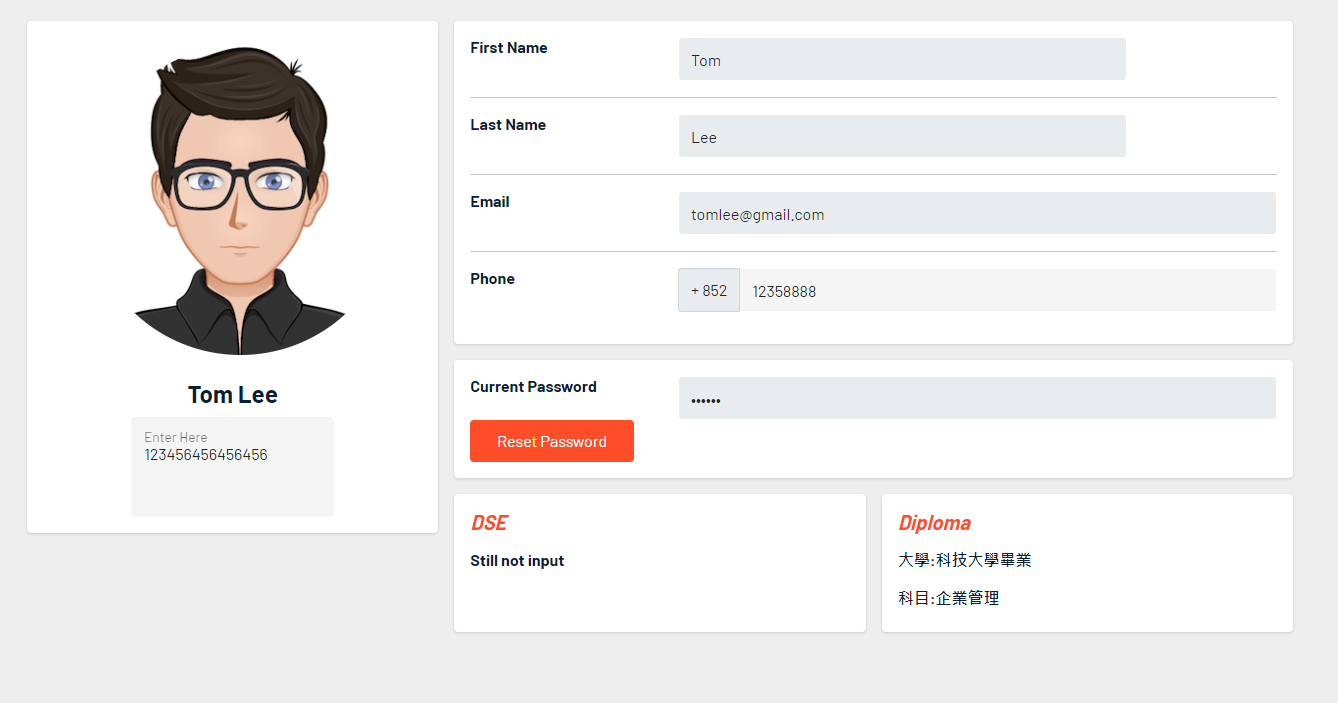 Tom Lee
Enter Here
123456456456456
First Name
Tom
Last Name
Lee
Email
tomlee@gmail.com
Phone
+ 852
12358888
Current Password
••••••
Reset Password
DSE
Still not input
Diploma
大學:科技大學畢業
科目:企業管理